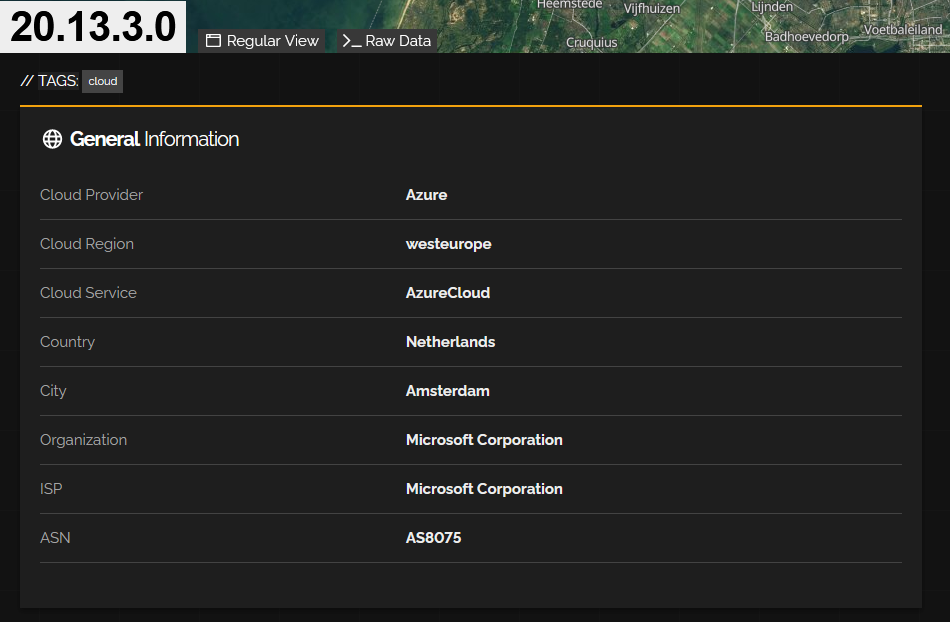 Heemstede
Vijfhuizen
Lijnden
Badhoevedorp
Voetbaleiland
Cruquius
20.13.3.0
Regular View
Raw Data
// TAGS: cloud
General Information
Cloud Provider Azure
Cloud Region westeurope
Cloud Service AzureCloud
Country Netherlands
City Amsterdam
Organization Microsoft Corporation
ISP Microsoft Corporation
ASN AS8075